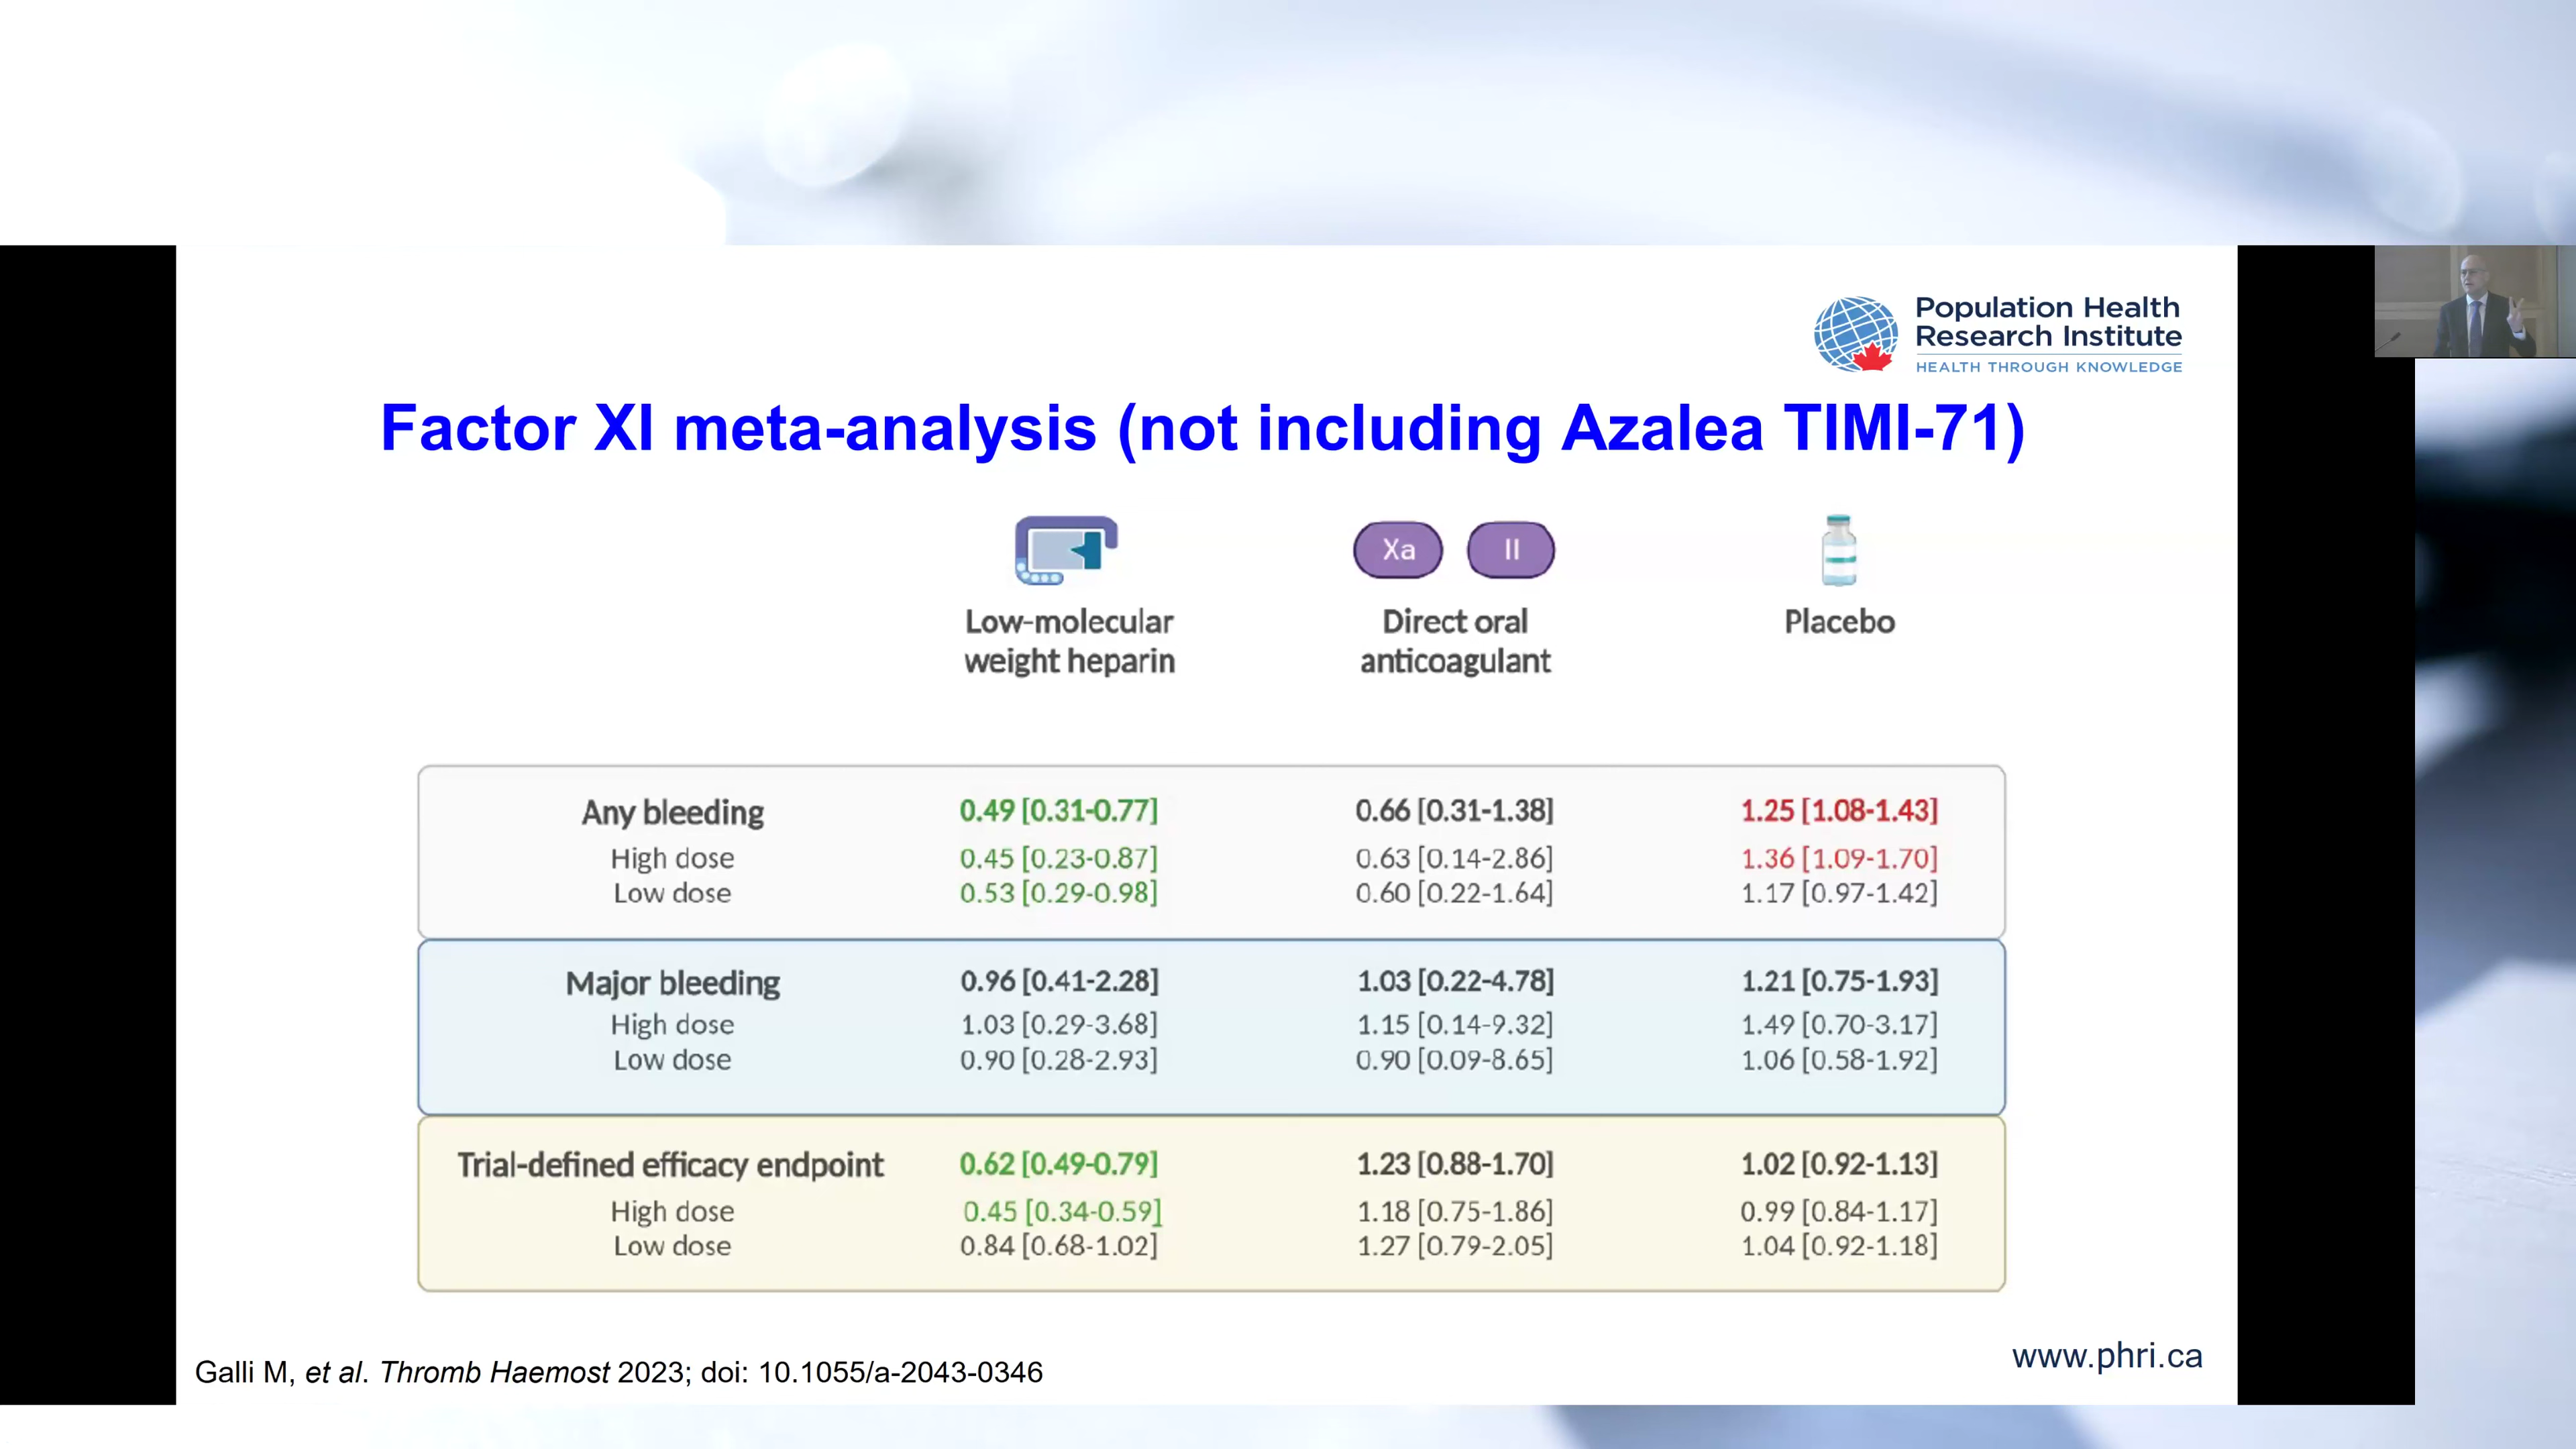 Population Health
Research Institute
HEALTH THROUGH KNOWLEDGE
Factor XI meta-analysis (not including Azalea TIMI-71)
Xa II
Low-molecular weight heparin
Direct oral anticoagulant
Placebo
Any bleeding 0.49 [0.31-0.77] 0.66 [0.31-1.38] 1.25 [1.08-1.43]
High dose 0.45 [0.23-0.87] 0.63 [0.14-2.86] 1.36 [1.09-1.70]
Low dose 0.53 [0.29-0.98] 0.60 [0.22-1.64] 1.17 [0.97-1.42]
Major bleeding 0.96 [0.41-2.28] 1.03 [0.22-4.78] 1.21 [0.75-1.93]
High dose 1.03 [0.29-3.68] 1.15 [0.14-9.32] 1.49 [0.70-3.17]
Low dose 0.90 [0.28-2.93] 0.90 [0.09-8.65] 1.06 [0.58-1.92]
Trial-defined efficacy endpoint 0.62 [0.49-0.79] 1.23 [0.88-1.70] 1.02 [0.92-1.13]
High dose 0.45 [0.34-0.59] 1.18 [0.75-1.86] 0.99 [0.84-1.17]
Low dose 0.84 [0.68-1.02] 1.27 [0.79-2.05] 1.04 [0.92-1.18]
www.phri.ca
Galli M, et al. Thromb Haemost 2023; doi: 10.1055/a-2043-0346